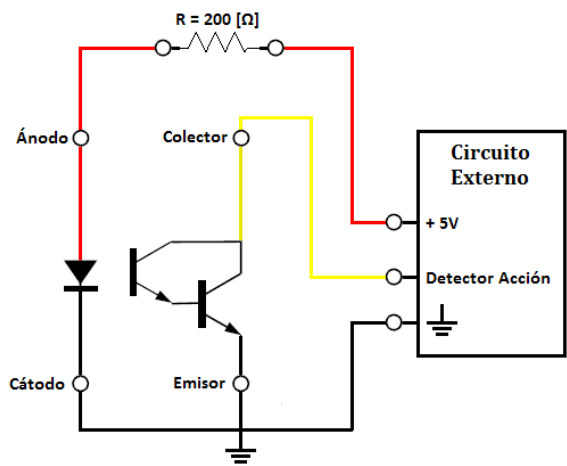 R = 200 [Ω]
Ánodo
Colector
Circuito
Externo
+ 5V
Detector Acción
Cátodo
Emisor